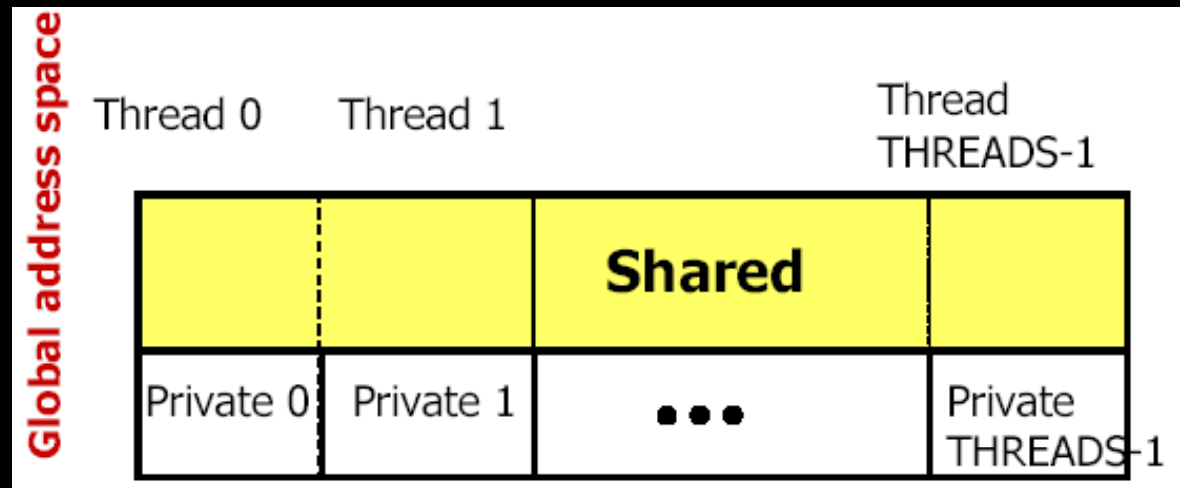 Global address space
Thread 0
Thread 1
Thread
THREADS-1
Shared
Private 0
Private 1
•••
Private
THREADS-1